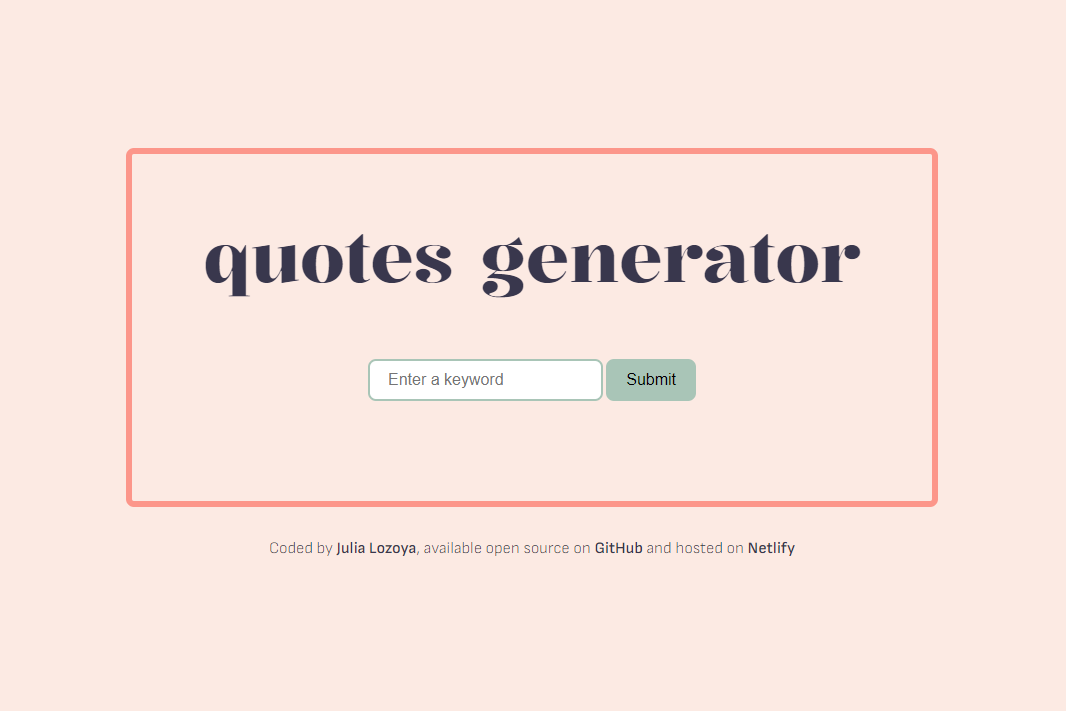 quotes generator
Enter a keyword
Submit
Coded by Julia Lozoya, available open source on GitHub and hosted on Netlify